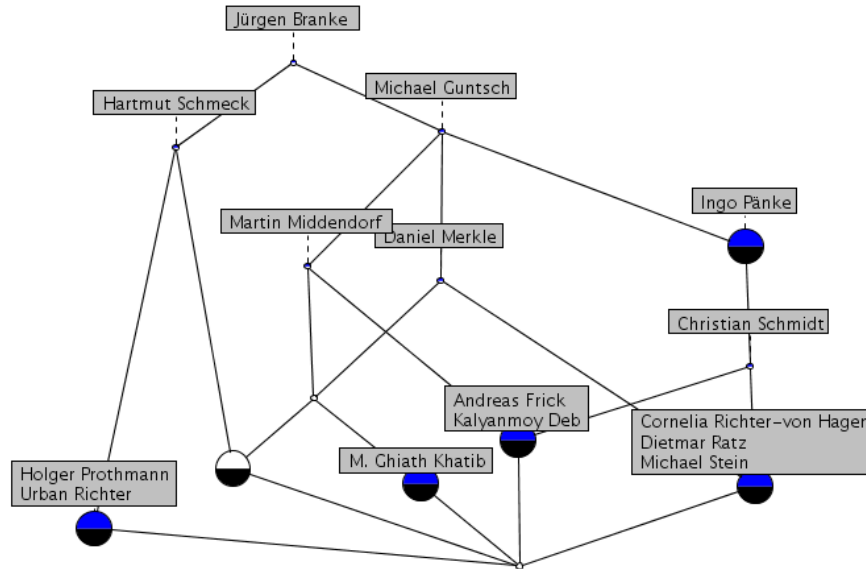 Jürgen Branke
Michael Guntsch
Hartmut Schmeck
Ingo Pänke
Martin Middendorf
Daniel Merkle
Christian Schmidt
Andreas Frick
Kalyanmoy Deb
Cornelia Richter-von Hagen
Dietmar Ratz
Michael Stein
M. Ghiath Khatib
Holger Prothmann
Urban Richter